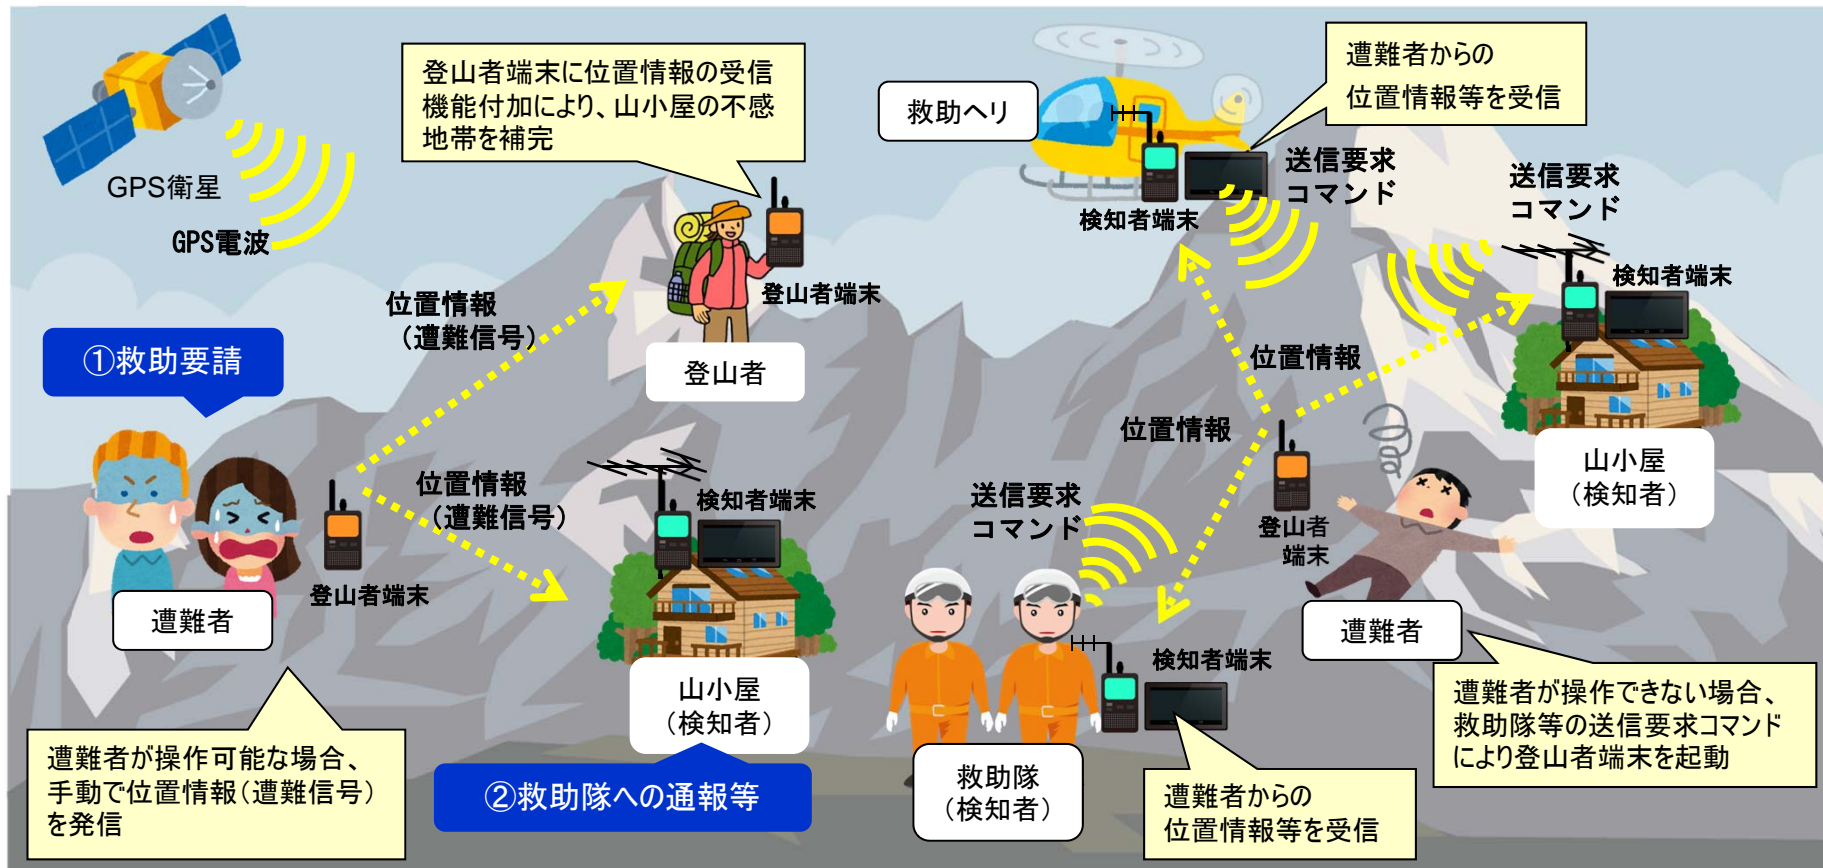 GPS衛星
GPS電波
登山者端末に位置情報の受信
機能付加により、山小屋の不感
地帯を補完
登山者端末
登山者
位置情報
（遭難信号）
①救助要請
遭難者
登山者端末
位置情報
（遭難信号）
検知者端末
山小屋
（検知者）
②救助隊への通報等
遭難者が操作可能な場合、
手動で位置情報（遭難信号）
を発信
救助ヘリ
検知者端末
遭難者からの
位置情報等を受信
送信要求
コマンド
送信要求
コマンド
検知者端末
山小屋
（検知者）
位置情報
位置情報
登山者
端末
遭難者
送信要求
コマンド
検知者端末
救助隊
（検知者）
遭難者からの
位置情報等を受信
遭難者が操作できない場合、
救助隊等の送信要求コマンド
により登山者端末を起動